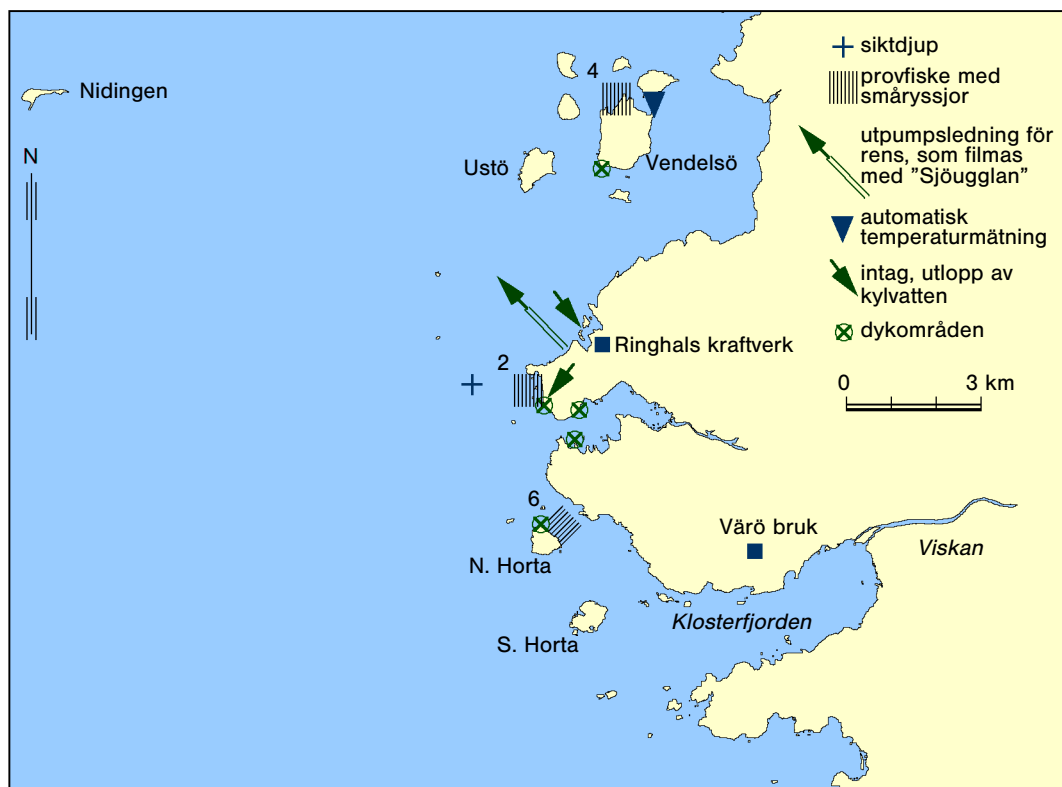 4
Nidingen
N
Ustö
Vendelsö
Ringhals kraftverk
2
6
N. Horta
S. Horta
Värö bruk
Viskan
Klosterfjorden
siktdjup
provfiske med
småryssjor
utpumpsledning för
rens, som filmas
med ”Sjöugglan”
automatisk
temperaturmätning
intag, utlopp av
kylvatten
dykområden
0 3 km